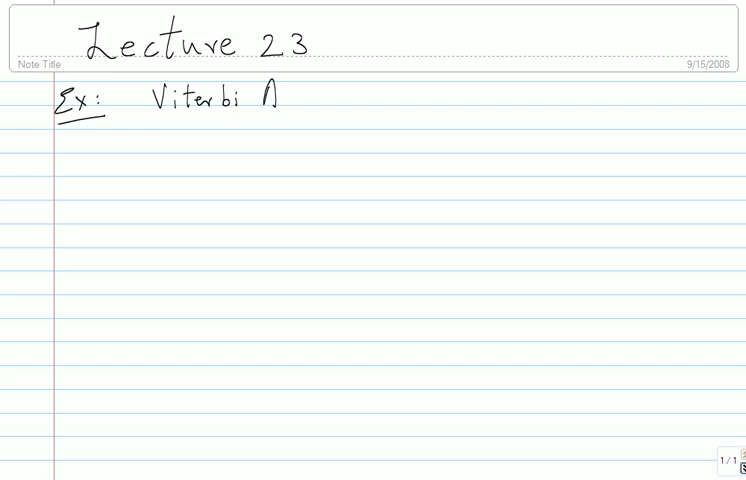 Lecture 23
Note Title
9/15/2008
Ex: Viterbi A
1 / 1